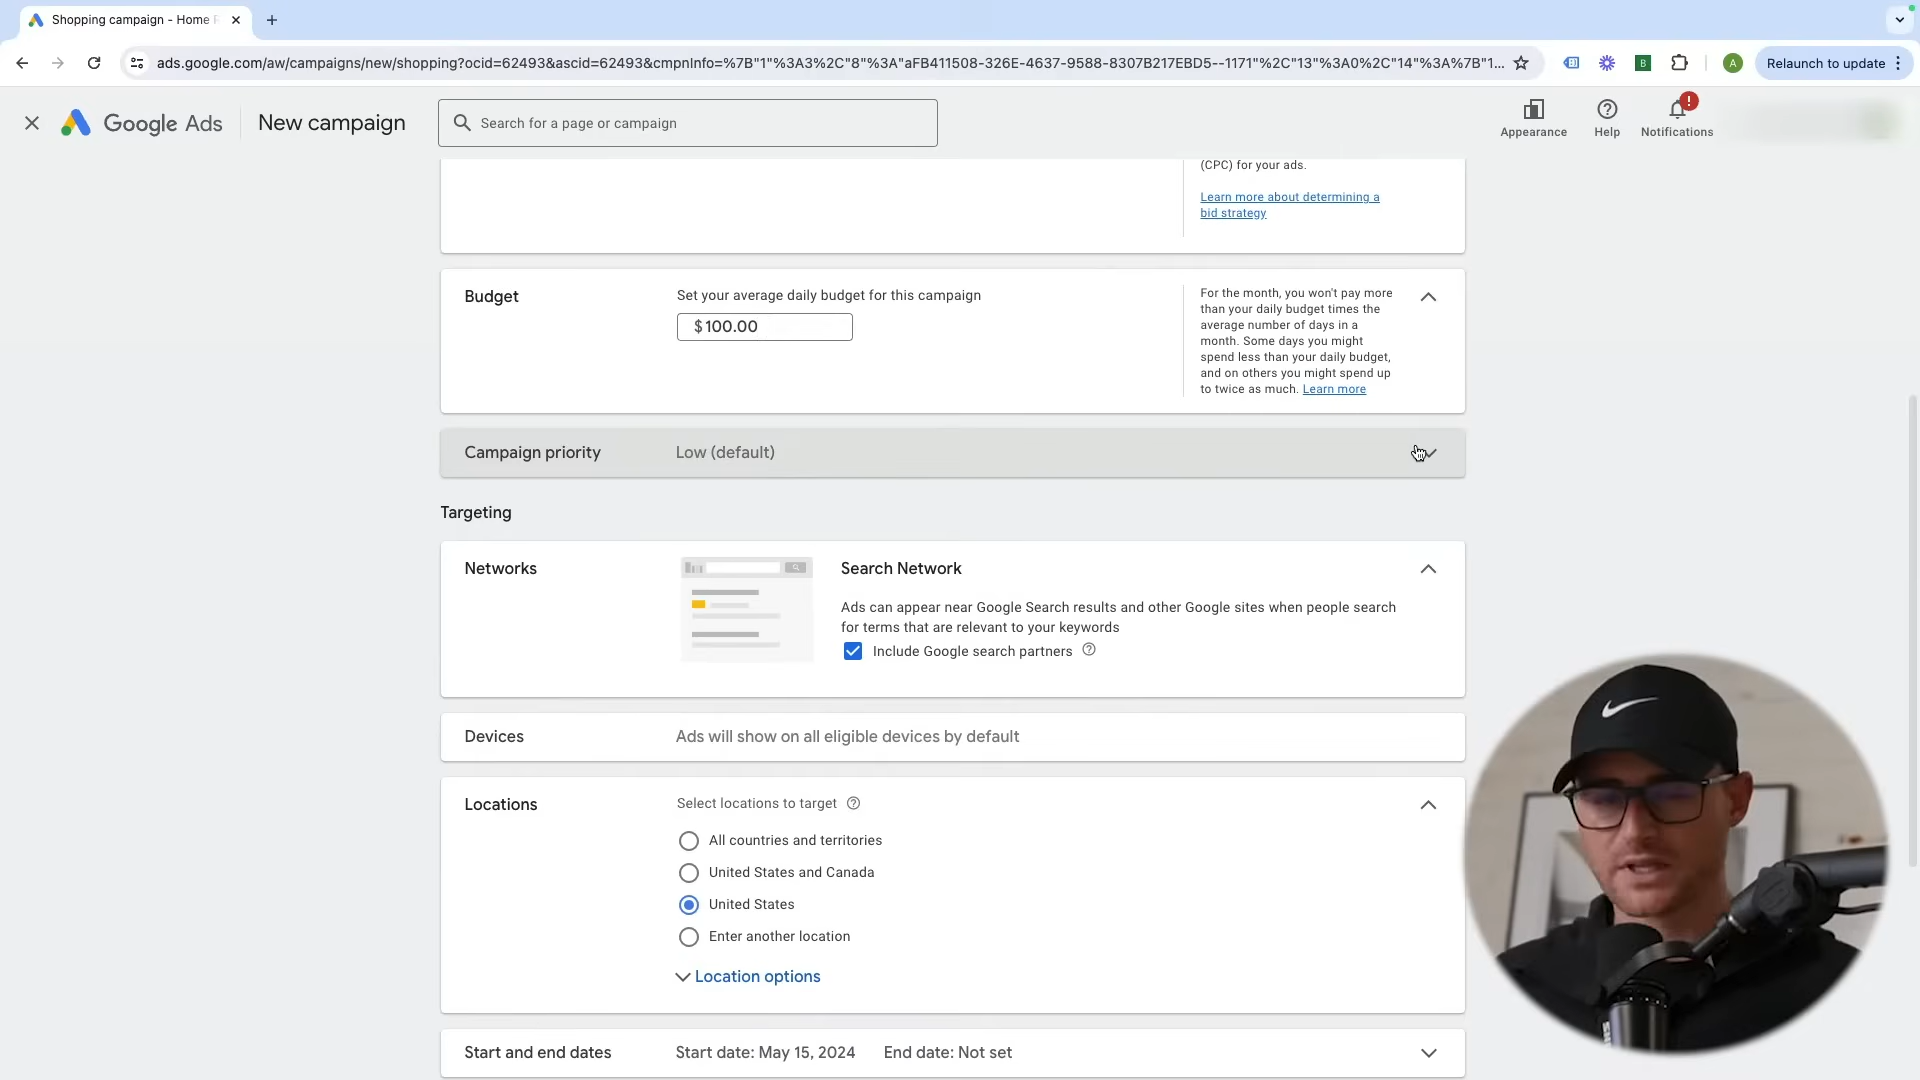 Shopping campaign - Home R
ads.google.com/aw/campaigns/new/shopping?ocid=62493&ascid=62493&cmpnInfo=%7B"1"%3A3%2C"8"%3A"aFB411508-326E-4637-9588-8307B217EBD5--1171"%2C"13"%3A0%2C"14"%3A%7B"1...
B
A
Relaunch to update
Google Ads
New campaign
Search for a page or campaign
Appearance
Help
!
Notifications
(CPC) for your ads.
Learn more about determining a
bid strategy
Budget
Set your average daily budget for this campaign
$100.00
For the month, you won't pay more
than your daily budget times the
average number of days in a
month. Some days you might
spend less than your daily budget,
and on others you might spend up
to twice as much. Learn more
Campaign priority
Low (default)
Targeting
Networks
Search Network
Ads can appear near Google Search results and other Google sites when people search
for terms that are relevant to your keywords
Include Google search partners
Devices
Ads will show on all eligible devices by default
Locations
Select locations to target
All countries and territories
United States and Canada
United States
Enter another location
Location options
Start and end dates
Start date: May 15, 2024
End date: Not set